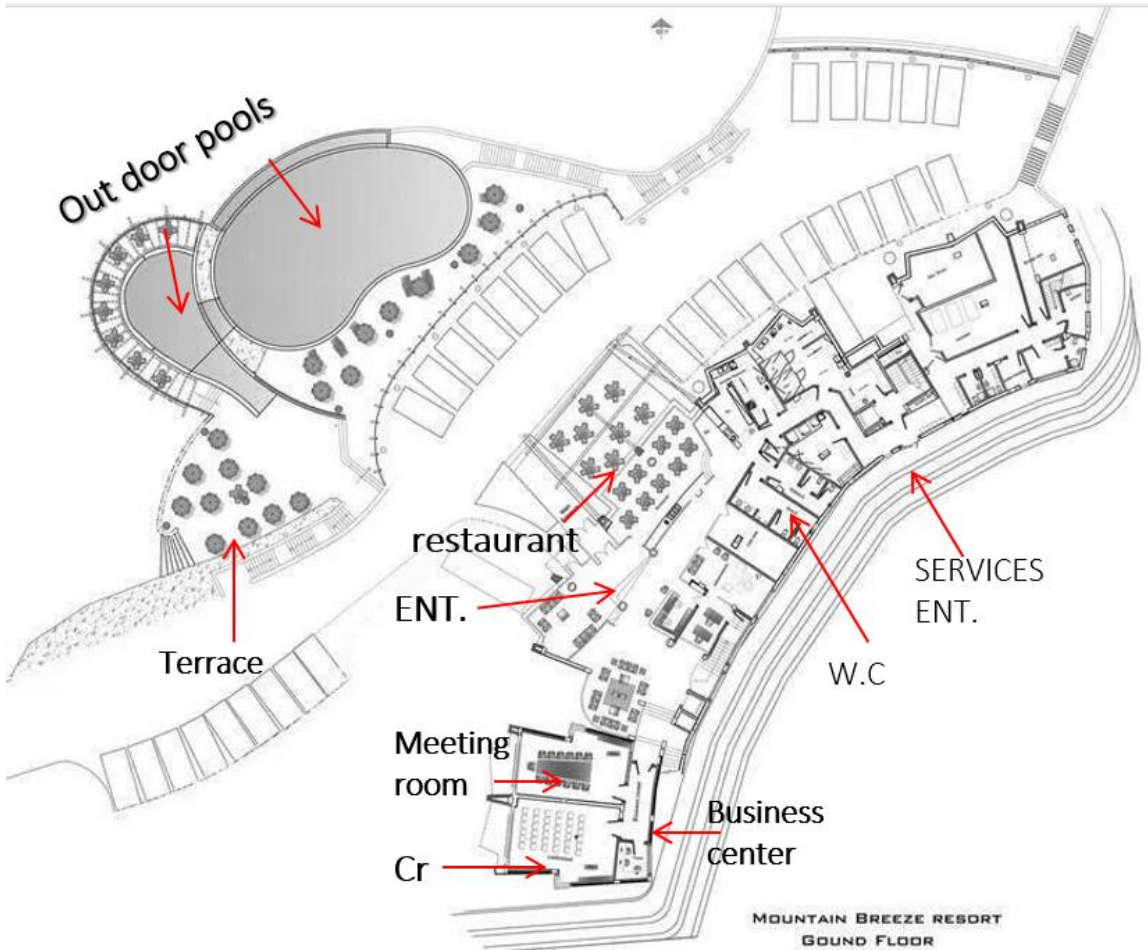 Out door pools
restaurant
ENT.
SERVICES
ENT.
W.C
Terrace
Meeting
room
Business
center
Cr
MOUNTAIN BREEZE RESORT
GOUND FLOOR